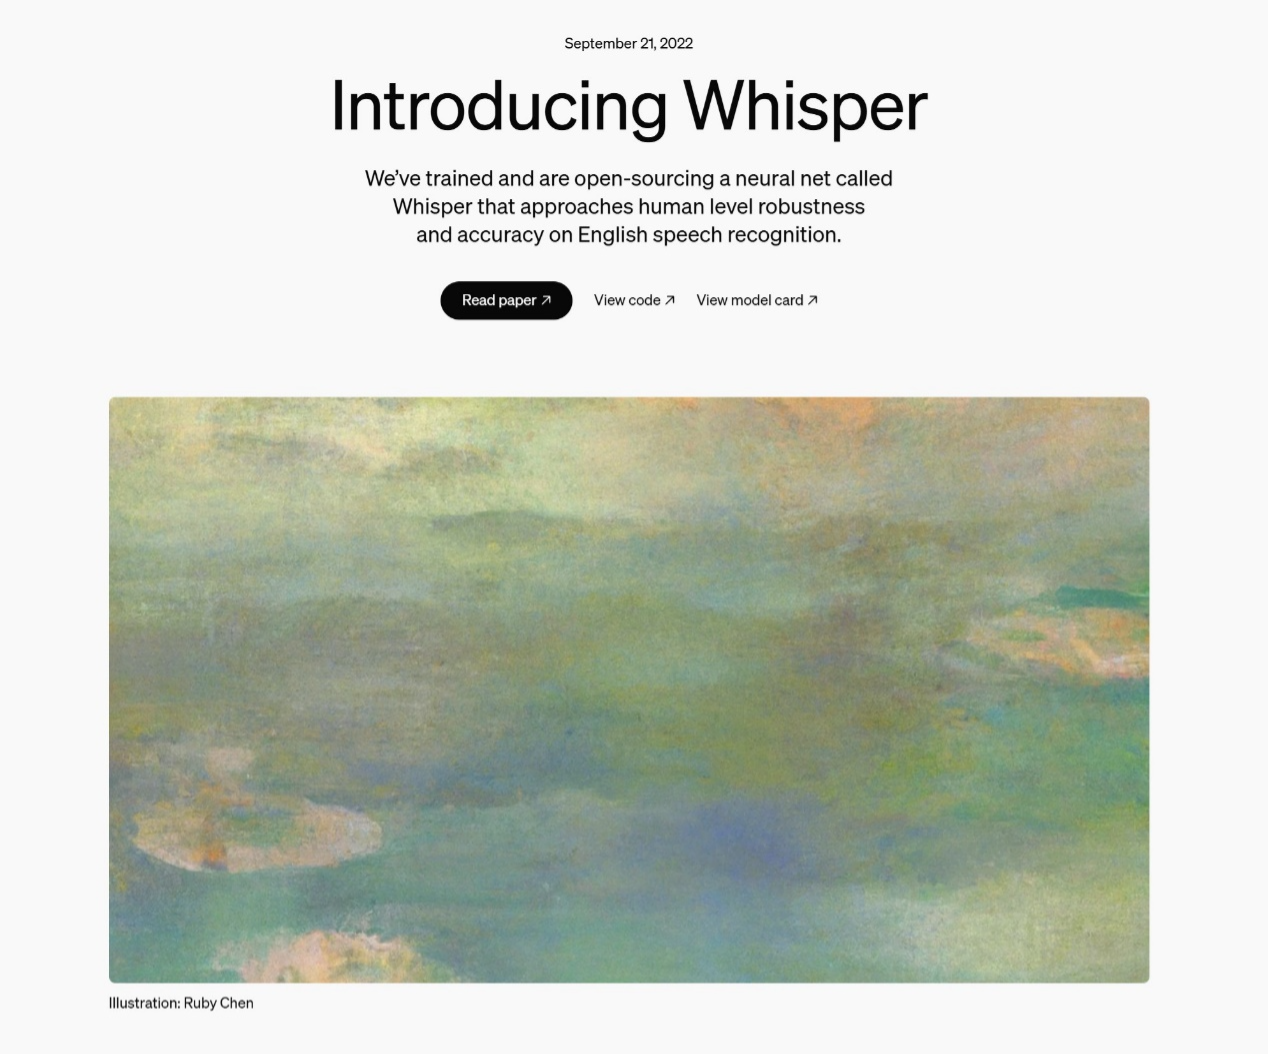 September 21, 2022
Introducing Whisper
We’ve trained and are open-sourcing a neural net called
Whisper that approaches human level robustness
and accuracy on English speech recognition.
Read paper ↗ View code ↗ View model card ↗
Illustration: Ruby Chen